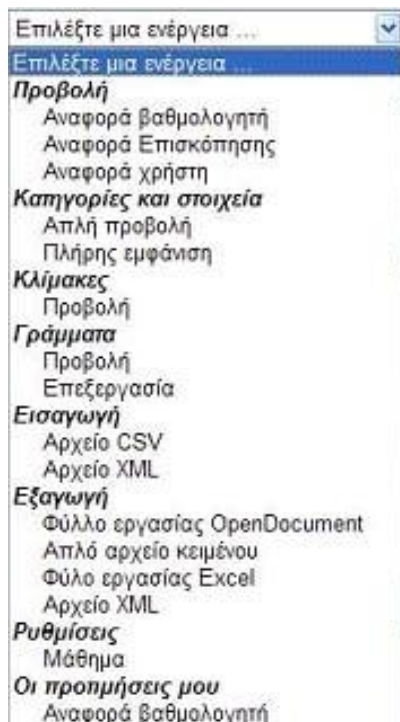 Επιλέξτε μια ενέργεια ...
Επιλέξτε μια ενέργεια ...
Προβολή
Αναφορά βαθμολογητή
Αναφορά Επισκόπησης
Αναφορά χρήστη
Κατηγορίες και στοιχεία
Απλή προβολή
Πλήρης εμφάνιση
Κλίμακες
Προβολή
Γράμματα
Προβολή
Επεξεργασία
Εισαγωγή
Αρχείο CSV
Αρχείο XML
Εξαγωγή
Φύλλο εργασίας OpenDocument
Απλό αρχείο κειμένου
Φύλο εργασίας Excel
Αρχείο XML
Ρυθμίσεις
Μάθημα
Οι προτιμήσεις μου
Αναφορά βαθμολογητή